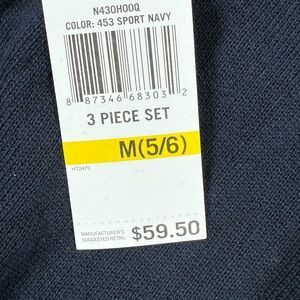 N430H00Q
COLOR: 453 SPORT NAVY
8 87346 68303 2
3 PIECE SET
M(5/6)
HT2470
MANUFACTURER'S
SUGGESTED RETAIL $59.50